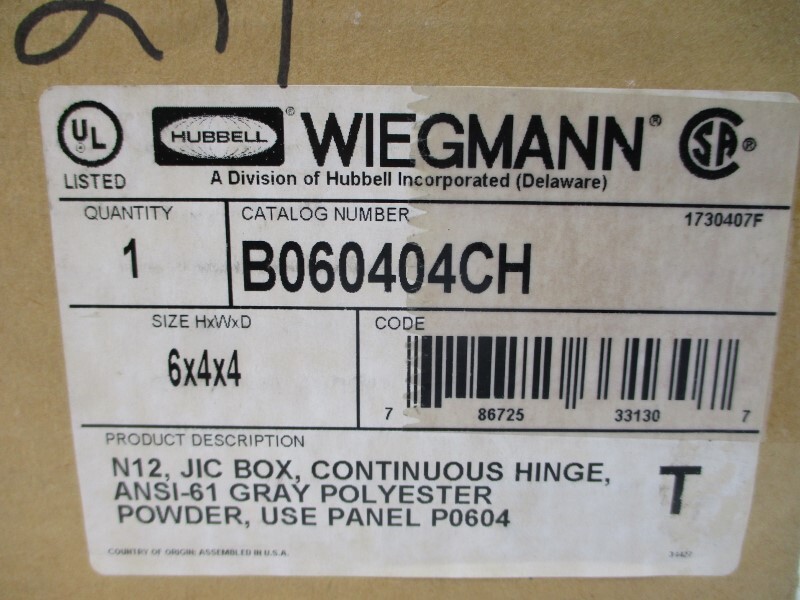 UL
LISTED
HUBBELL® WIEGMANN®
A Division of Hubbell Incorporated (Delaware)
SA ®
QUANTITY
1
CATALOG NUMBER
1730407F
B060404CH
SIZE HxWxD
6x4x4
CODE
7 86725 33130 7
PRODUCT DESCRIPTION
N12, JIC BOX, CONTINUOUS HINGE,
ANSI-61 GRAY POLYESTER
POWDER, USE PANEL P0604
T
COUNTRY OF ORIGIN: ASSEMBLED IN U.S.A.